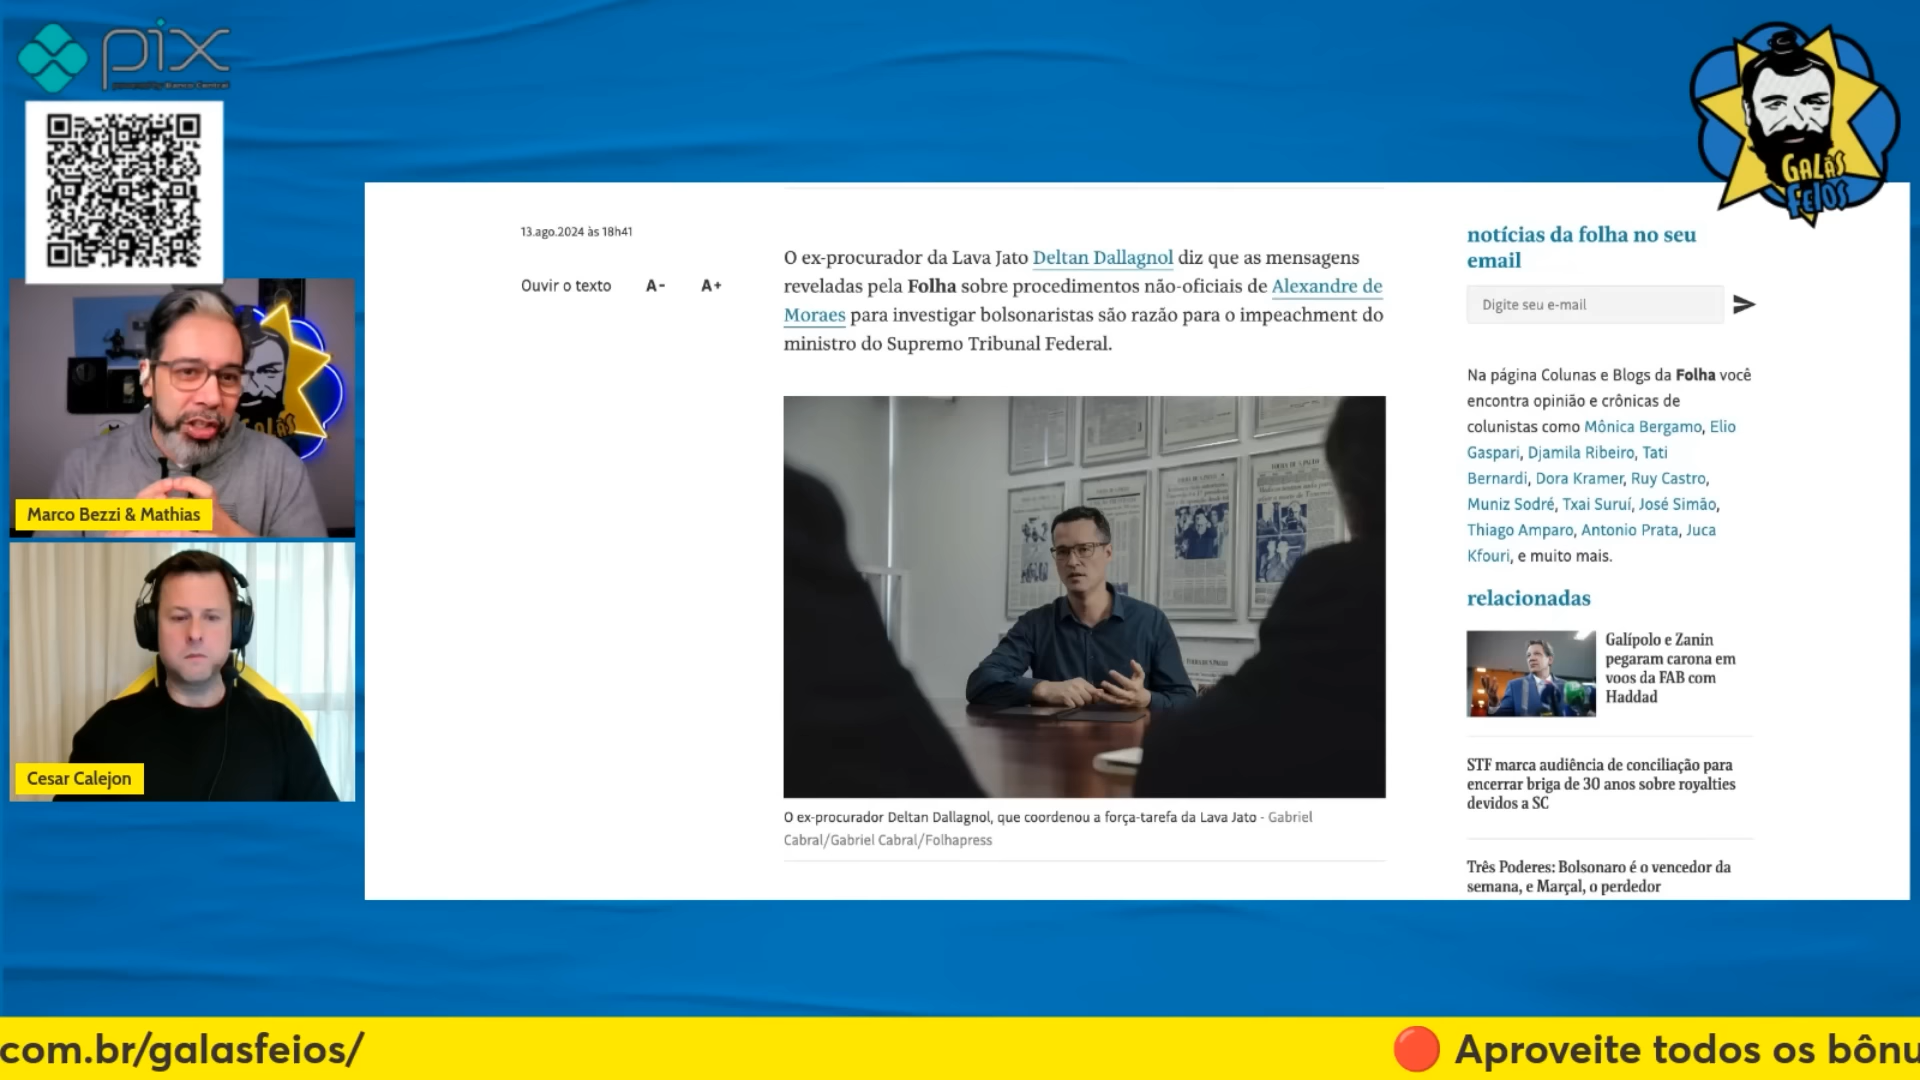 pix
powered by Banco Central
GALÃS
FEIOS
Marco Bezzi & Mathias
Cesar Calejon
13.ago.2024 às 18h41
Ouvir o texto A- A+
O ex-procurador da Lava Jato Deltan Dallagnol diz que as mensagens
reveladas pela Folha sobre procedimentos não-oficiais de Alexandre de
Moraes para investigar bolsonaristas são razão para o impeachment do
ministro do Supremo Tribunal Federal.
O ex-procurador Deltan Dallagnol, que coordenou a força-tarefa da Lava Jato - Gabriel
Cabral/Gabriel Cabral/Folhapress
notícias da folha no seu
email
Digite seu e-mail
Na página Colunas e Blogs da Folha você
encontra opinião e crônicas de
colunistas como Mônica Bergamo, Elio
Gaspari, Djamila Ribeiro, Tati
Bernardi, Dora Kramer, Ruy Castro,
Muniz Sodré, Txai Suruí, José Simão,
Thiago Amparo, Antonio Prata, Juca
Kfouri, e muito mais.
relacionadas
Galípolo e Zanin
pegaram carona em
voos da FAB com
Haddad
STF marca audiência de conciliação para
encerrar briga de 30 anos sobre royalties
devidos a SC
Três Poderes: Bolsonaro é o vencedor da
semana, e Marçal, o perdedor
com.br/galasfeios/
Aproveite todos os bônu